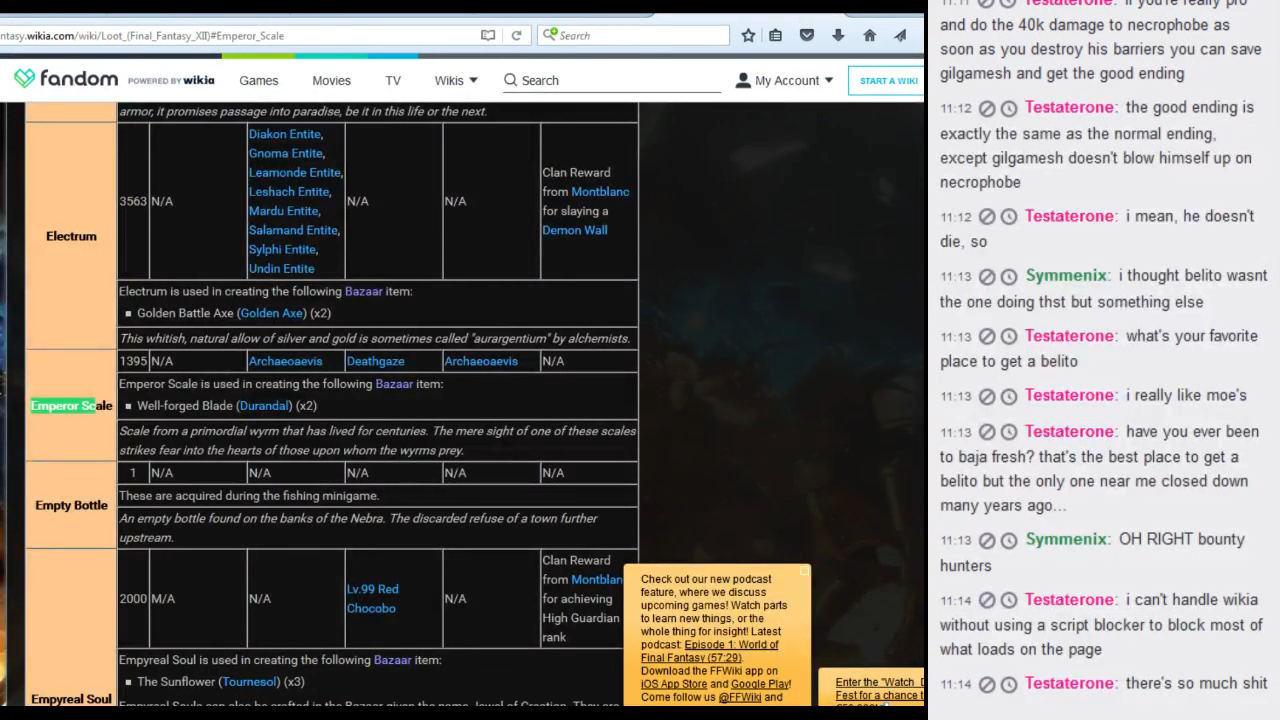 ntasy.wikia.com/wiki/Loot_(Final_Fantasy_XII)#Emperor_Scale
Search
fandom POWERED BY wikia
Games
Movies
TV
Wikis
Search
My Account
START A WIKI
armor, it promises passage into paradise, be it in this life or the next.
Electrum
3563
N/A
Diakon Entite,
Gnoma Entite,
Leamonde Entite,
Leshach Entite,
Mardu Entite,
Salamand Entite,
Sylphi Entite,
Undin Entite
N/A
N/A
Clan Reward
from Montblanc
for slaying a
Demon Wall
Electrum is used in creating the following Bazaar item:
Golden Battle Axe (Golden Axe) (x2)
This whitish, natural allow of silver and gold is sometimes called "aurargentium" by alchemists.
Emperor Scale
1395
N/A
Archaeoaevis
Deathgaze
Archaeoaevis
N/A
Emperor Scale is used in creating the following Bazaar item:
Well-forged Blade (Durandal) (x2)
Scale from a primordial wyrm that has lived for centuries. The mere sight of one of these scales
strikes fear into the hearts of those upon whom the wyrms prey.
Empty Bottle
1
N/A
N/A
N/A
N/A
N/A
These are acquired during the fishing minigame.
An empty bottle found on the banks of the Nebra. The discarded refuse of a town further
upstream.
Empyreal Soul
2000
M/A
N/A
Lv.99 Red
Chocobo
N/A
Clan Reward
from Montblan
for achieving
High Guardian
rank
Empyreal Soul is used in creating the following Bazaar item:
The Sunflower (Tournesol) (x3)
Check out our new podcast
feature, where we discuss
upcoming games! Watch parts
to learn new things, or the
whole thing for insight! Latest
podcast: Episode 1: World of
Final Fantasy (57:29).
Download the FFWiki app on
iOS App Store and Google Play!
Come follow us @FFWiki and
Enter the "Watch_D
Fest for a chance t
11:11 Testaterone: if you're really pro
and do the 40k damage to necrophobe as
soon as you destroy his barriers you can save
gilgamesh and get the good ending
11:12 Testaterone: the good ending is
exactly the same as the normal ending,
except gilgamesh doesn't blow himself up on
necrophobe
11:12 Testaterone: i mean, he doesn't
die, so
11:13 Symmenix: i thought belito wasnt
the one doing thst but something else
11:13 Testaterone: what's your favorite
place to get a belito
11:13 Testaterone: i really like moe's
11:13 Testaterone: have you ever been
to baja fresh? that's the best place to get a
belito but the only one near me closed down
many years ago...
11:13 Symmenix: OH RIGHT bounty
hunters
11:14 Testaterone: i can't handle wikia
without using a script blocker to block most of
what loads on the page
11:14 Testaterone: there's so much shit